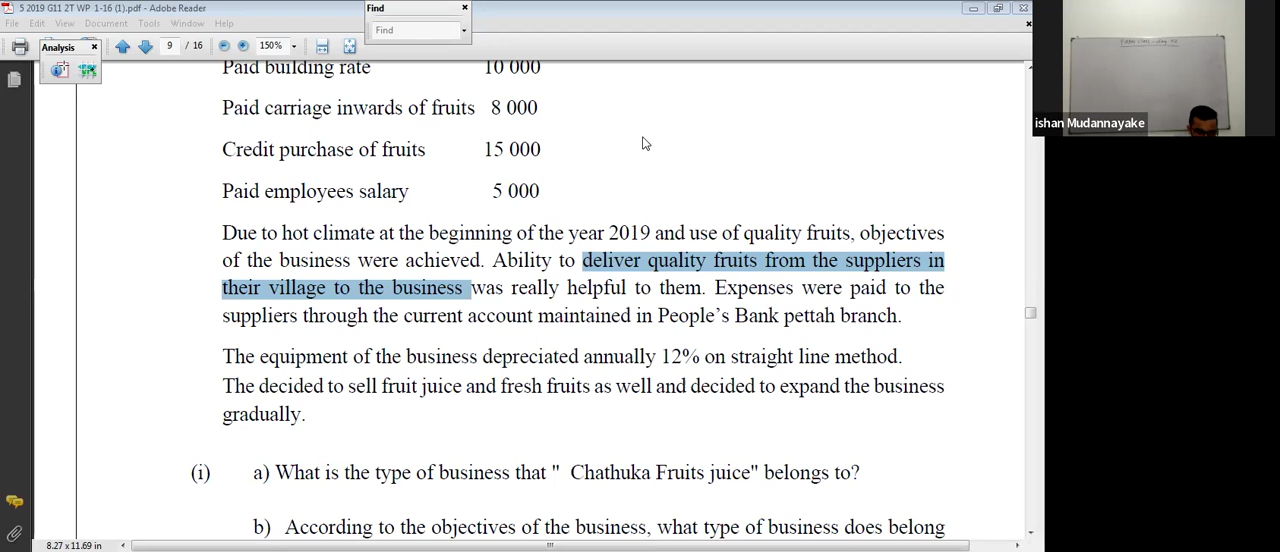 5 2019 G11 2T WP 1-16 (1).pdf - Adobe Reader
File Edit View Document Tools Window Help
Find
Find
Analysis
9 / 16 150%
Paid building rate 10 000
Paid carriage inwards of fruits 8 000
Credit purchase of fruits 15 000
Paid employees salary 5 000
Due to hot climate at the beginning of the year 2019 and use of quality fruits, objectives
of the business were achieved. Ability to deliver quality fruits from the suppliers in
their village to the business was really helpful to them. Expenses were paid to the
suppliers through the current account maintained in People's Bank pettah branch.
The equipment of the business depreciated annually 12% on straight line method.
The decided to sell fruit juice and fresh fruits as well and decided to expand the business
gradually.
(i) a) What is the type of business that " Chathuka Fruits juice" belongs to?
b) According to the objectives of the business, what type of business does belong
8.27 x 11.69 in
ishan Mudannayake